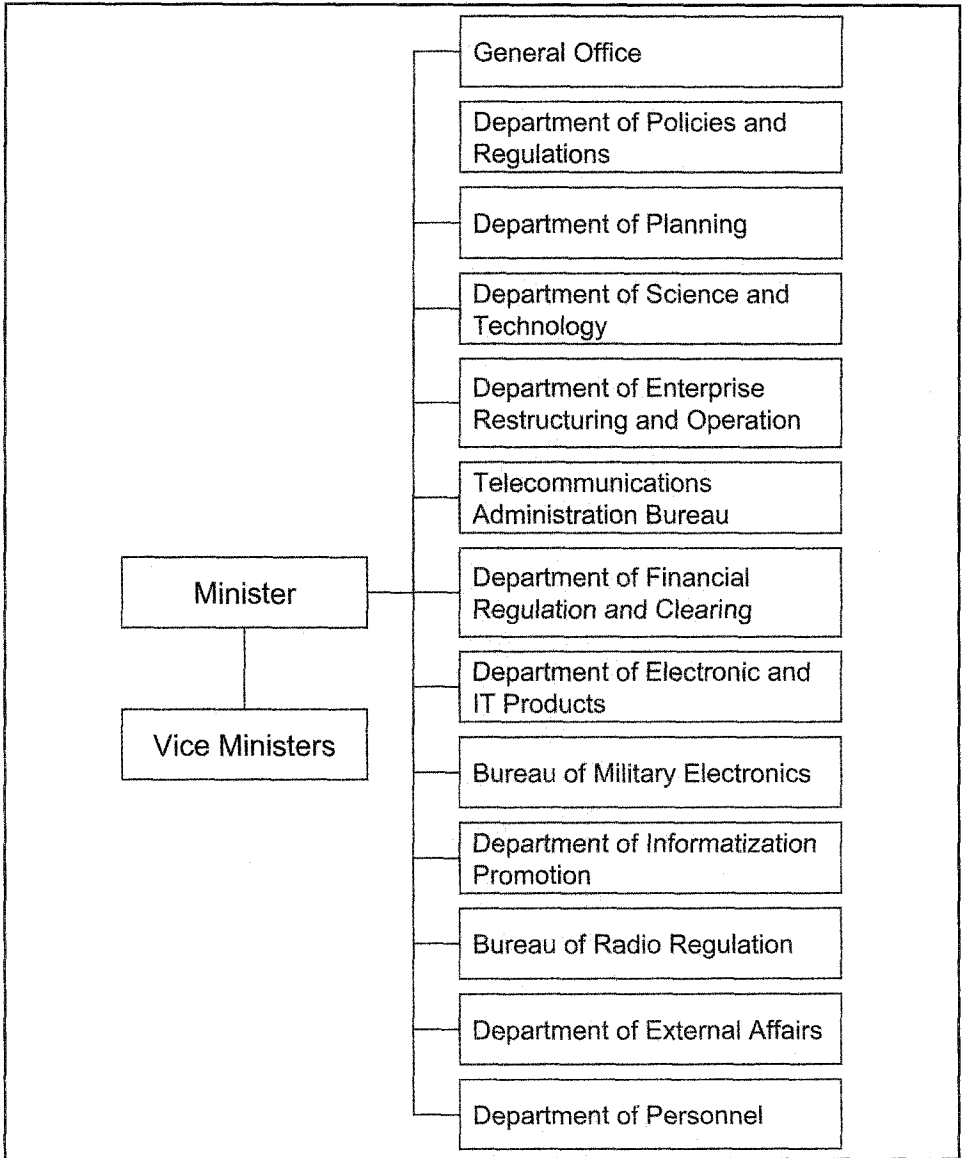 General Office
Department of Policies and
Regulations
Department of Planning
Department of Science and
Technology
Department of Enterprise
Restructuring and Operation
Telecommunications
Administration Bureau
Minister
Department of Financial
Regulation and Clearing
Department of Electronic and
IT Products
Vice Ministers
Bureau of Military Electronics
Department of Informatization
Promotion
Bureau of Radio Regulation
Department of External Affairs
Department of Personnel